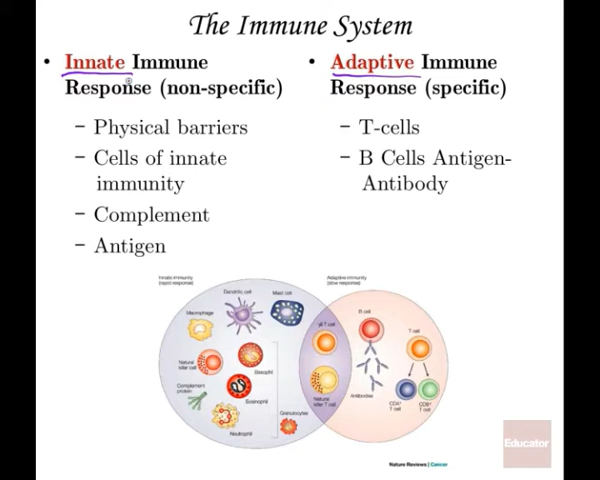 The Immune System
• Innate Immune
Response (non-specific)
– Physical barriers
– Cells of innate
immunity
– Complement
– Antigen
• Adaptive Immune
Response (specific)
– T-cells
– B Cells Antigen-
Antibody
Innate immunity
(rapid response)
Dendritic cell
Mast cell
Macrophage
Natural
killer cell
Basophil
Complement
protein
Eosinophil
Granulocytes
Neutrophil
Adaptive immunity
(slow response)
B cell
γδ T cell
T cell
Natural
killer T cell
Antibodies
CD4+
T cell
CD8+
T cell
Nature Reviews | Cancer
Educator